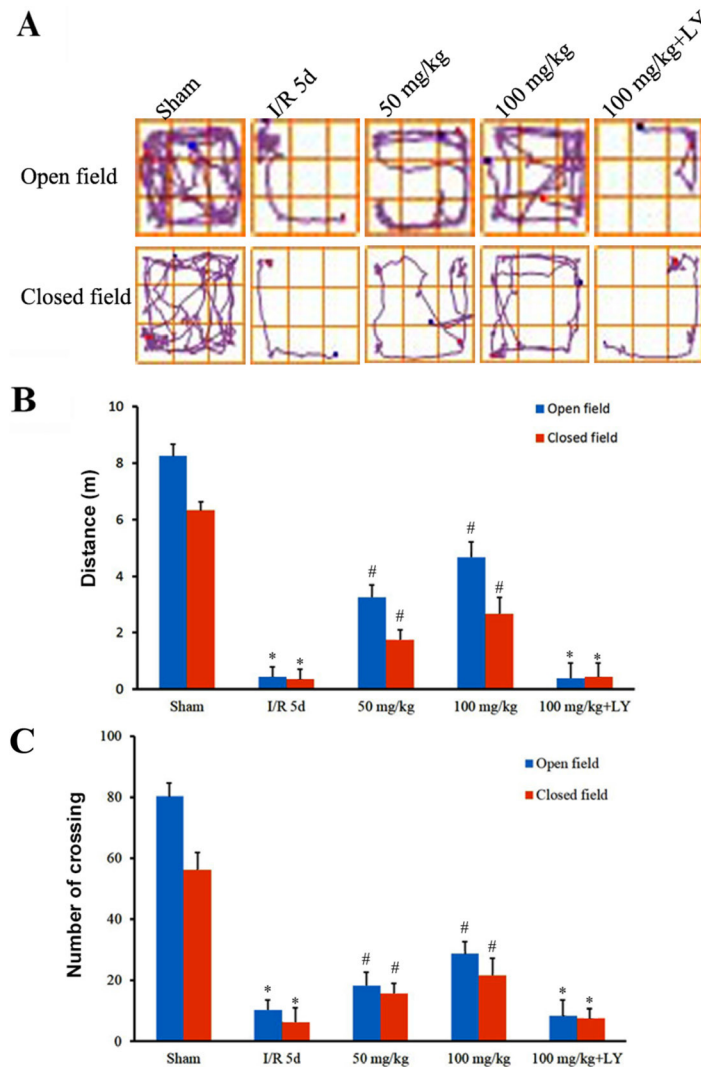 A
Sham
I/R 5d
50 mg/kg
100 mg/kg
100 mg/kg+LY
Open field
Closed field
B
10
8
6
4
2
0
Distance (m)
Open field
Closed field
* * # # # # * *
Sham I/R 5d 50 mg/kg 100 mg/kg 100 mg/kg+LY
C
100
80
60
40
20
0
Number of crossing
Open field
Closed field
* * # # # # * *
Sham I/R 5d 50 mg/kg 100 mg/kg 100 mg/kg+LY